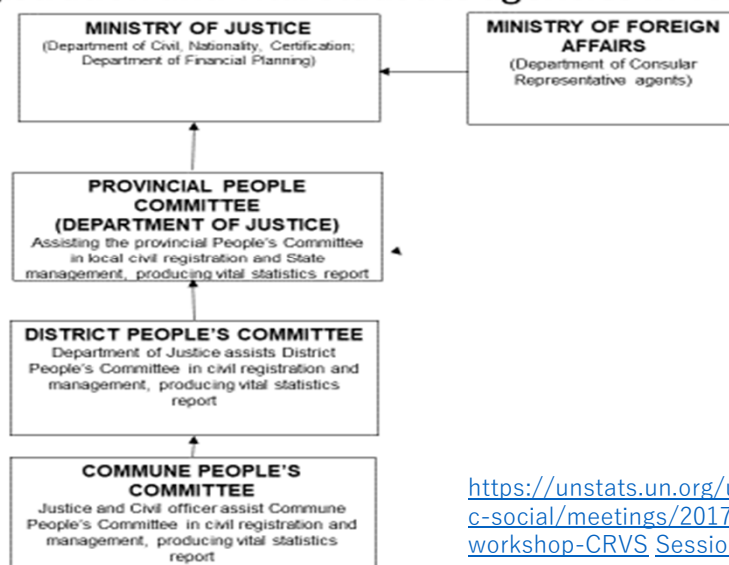 MINISTRY OF JUSTICE
(Department of Civil, Nationality, Certification;
Department of Financial Planning)
MINISTRY OF FOREIGN
AFFAIRS
(Department of Consular
Representative agents)
PROVINCIAL PEOPLE
COMMITTEE
(DEPARTMENT OF JUSTICE)
Assisting the provincial People's Committee
in local civil registration and State
management, producing vital statistics report
DISTRICT PEOPLE'S COMMITTEE
Department of Justice assists District
People's Committee in civil registration and
management, producing vital statistics
report
COMMUNE PEOPLE'S
COMMITTEE
Justice and Civil officer assist Commune
People's Committee in civil registration and
management, producing vital statistics
report
https://unstats.un.org/u
c-social/meetings/2017
workshop-CRVS Sessio